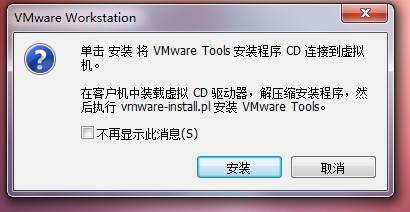 VMware Workstation
单击 安装 将 VMware Tools 安装程序 CD 连接到虚拟
机。
在客户机中装载虚拟 CD 驱动器，解压缩安装程序，然
后执行 vmware-install.pl 安装 VMware Tools。
不再显示此消息(S)
安装 取消